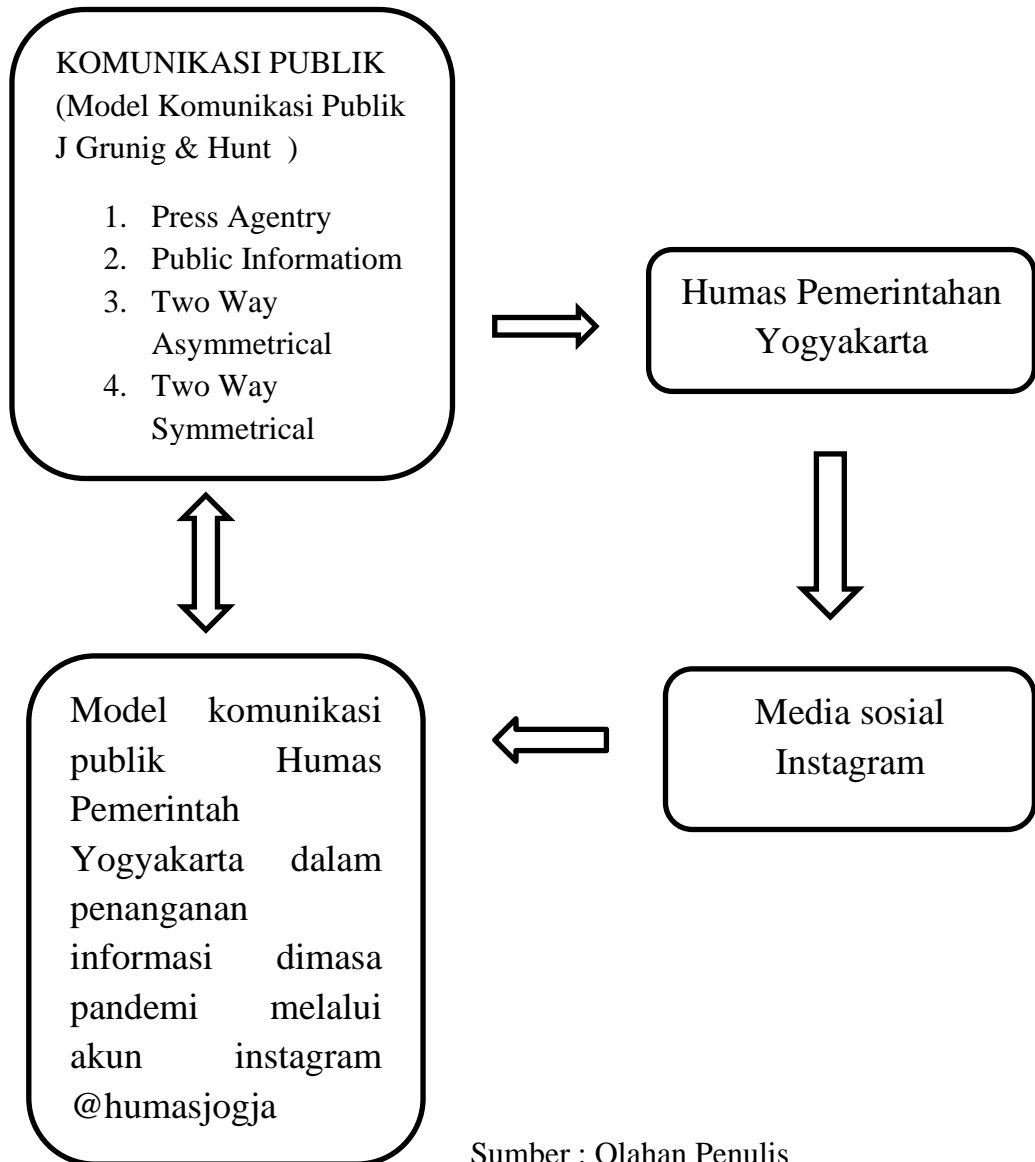 KOMUNIKASI PUBLIK
(Model Komunikasi Publik
J Grunig & Hunt )
1. Press Agentry
2. Public Informatiom
3. Two Way
Asymmetrical
4. Two Way
Symmetrical
Humas Pemerintahan
Yogyakarta
Media sosial
Instagram
Model komunikasi
publik Humas
Pemerintah
Yogyakarta dalam
penanganan
informasi dimasa
pandemi melalui
akun instagram
@humasjogja
Sumber : Olahan Penulis